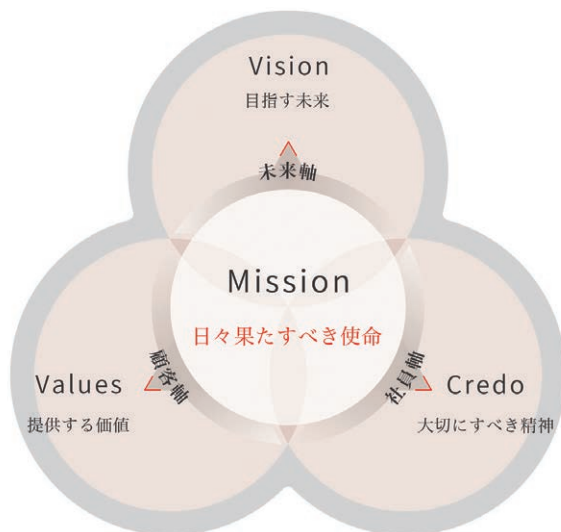 Vision
目指す未来
未来軸
Mission
日々果たすべき使命
顧客軸
社員軸
Values
提供する価値
Credo
大切にすべき精神